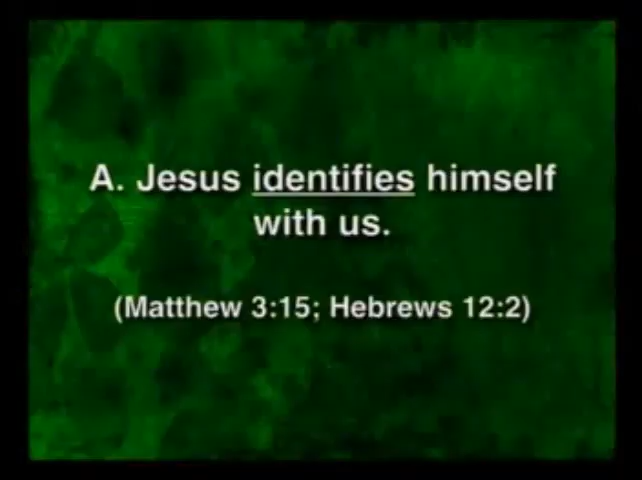 A. Jesus identifies himself
with us.
(Matthew 3:15; Hebrews 12:2)